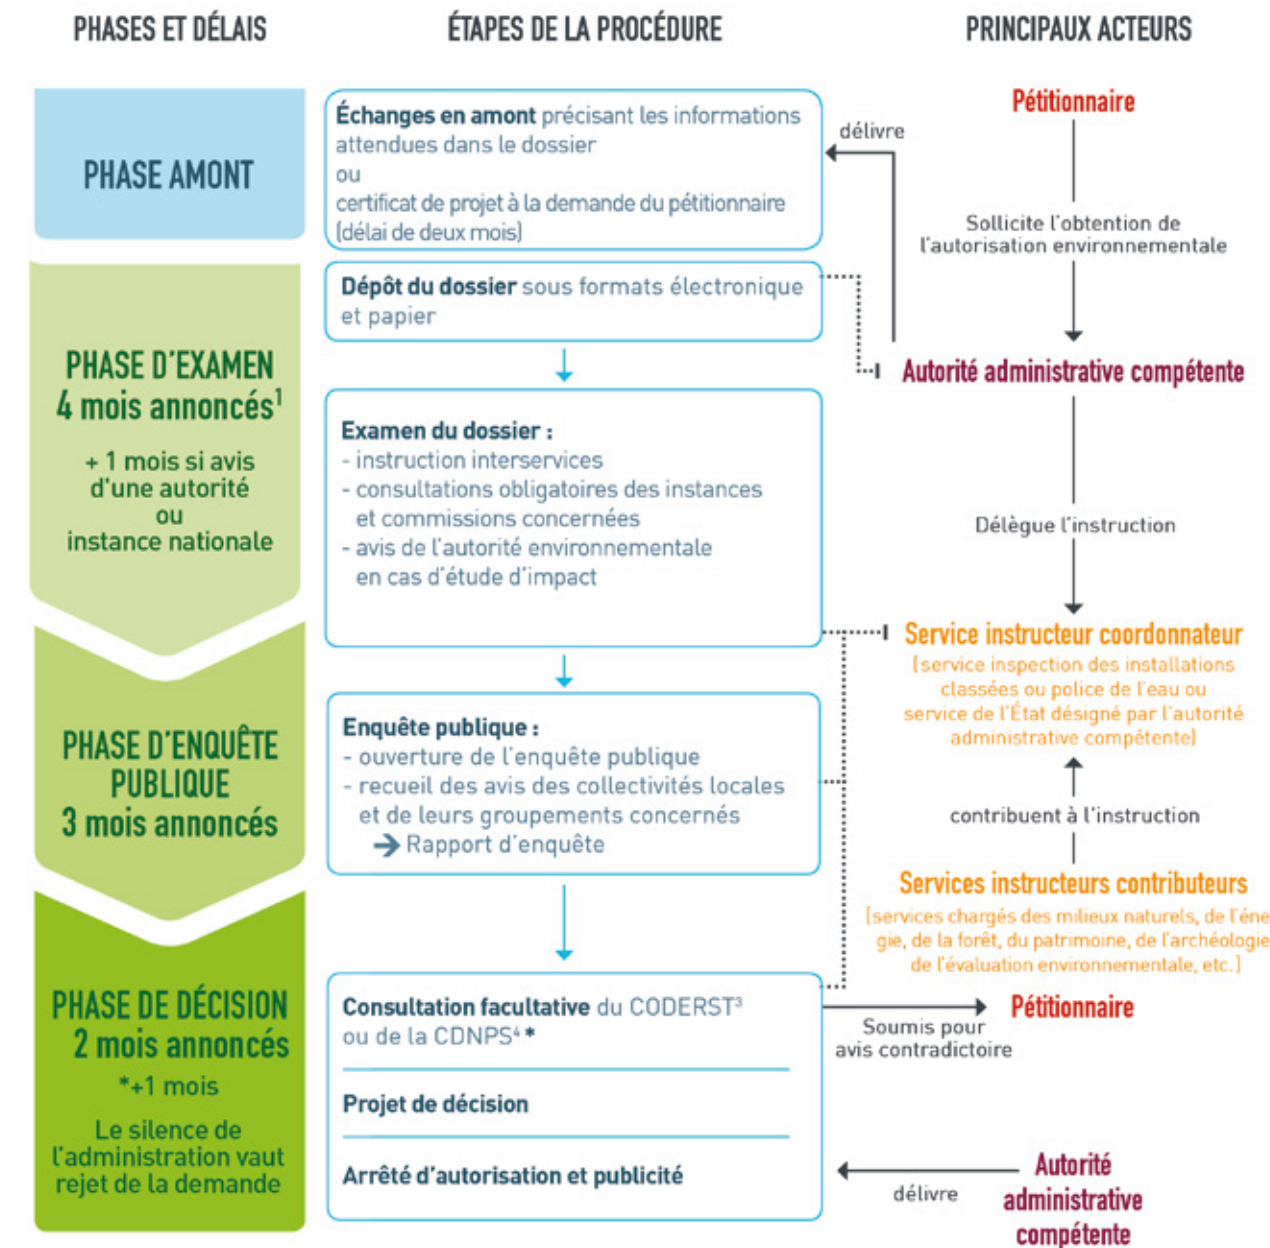 PHASES ET DÉLAIS
ÉTAPES DE LA PROCÉDURE
PRINCIPAUX ACTEURS
PHASE AMONT
Échanges en amont précisant les informations
attendues dans le dossier
ou
certificat de projet à la demande du pétitionnaire
(délai de deux mois)
délivre
Pétitionnaire
Sollicite l'obtention de
l'autorisation environnementale
PHASE D'EXAMEN
4 mois annoncés¹
+ 1 mois si avis
d'une autorité
ou
instance nationale
Dépôt du dossier sous formats électronique
et papier
Autorité administrative compétente
Examen du dossier :
- instruction interservices
- consultations obligatoires des instances
et commissions concernées
- avis de l'autorité environnementale
en cas d'étude d'impact
Délègue l'instruction
Service instructeur coordonnateur
(service inspection des installations
classées ou police de l'eau ou
service de l'État désigné par l'autorité
administrative compétente)
PHASE D'ENQUÊTE
PUBLIQUE
3 mois annoncés
Enquête publique :
- ouverture de l'enquête publique
- recueil des avis des collectivités locales
et de leurs groupements concernés
→ Rapport d'enquête
contribuent à l'instruction
Services instructeurs contributeurs
(services chargés des milieux naturels, de l'éne
gie, de la forêt, du patrimoine, de l'archéologie
de l'évaluation environnementale, etc.)
PHASE DE DÉCISION
2 mois annoncés
*+1 mois
Le silence de
l'administration vaut
rejet de la demande
Consultation facultative du CODERST³
ou de la CDNPS⁴ *
Projet de décision
Arrêté d'autorisation et publicité
Pétitionnaire
Soumis pour
avis contradictoire
délivre
Autorité
administrative
compétente